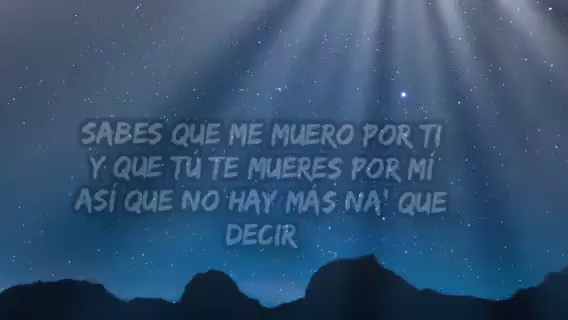 SABES QUE ME MUERO POR TI
Y QUE TÚ TE MUERES POR MÍ
ASÍ QUE NO HAY MÁS NA' QUE
DECIR